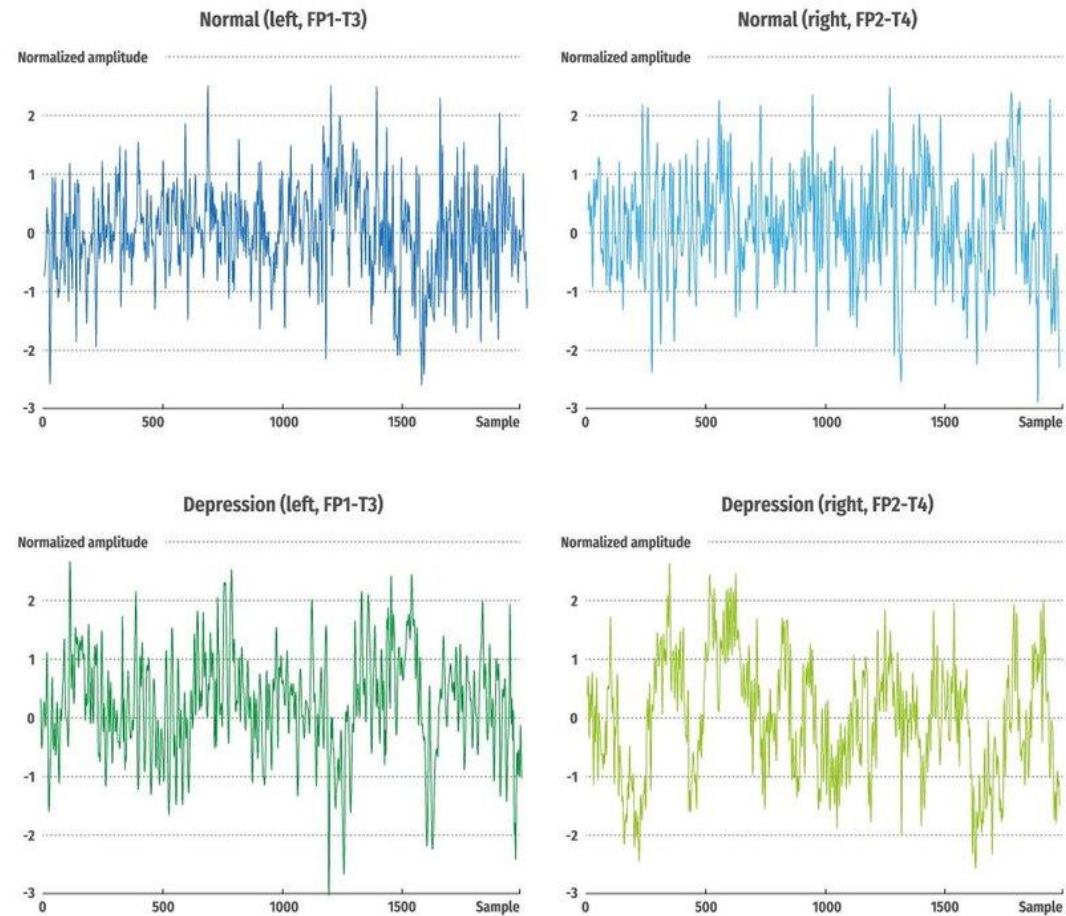 Normal (left, FP1-T3)
Normalized amplitude
2
1
0
-1
-2
-3
0 500 1000 1500 Sample
Normal (right, FP2-T4)
Normalized amplitude
2
1
0
-1
-2
-3
0 500 1000 1500 Sample
Depression (left, FP1-T3)
Normalized amplitude
2
1
0
-1
-2
-3
0 500 1000 1500 Sample
Depression (right, FP2-T4)
Normalized amplitude
2
1
0
-1
-2
-3
0 500 1000 1500 Sample